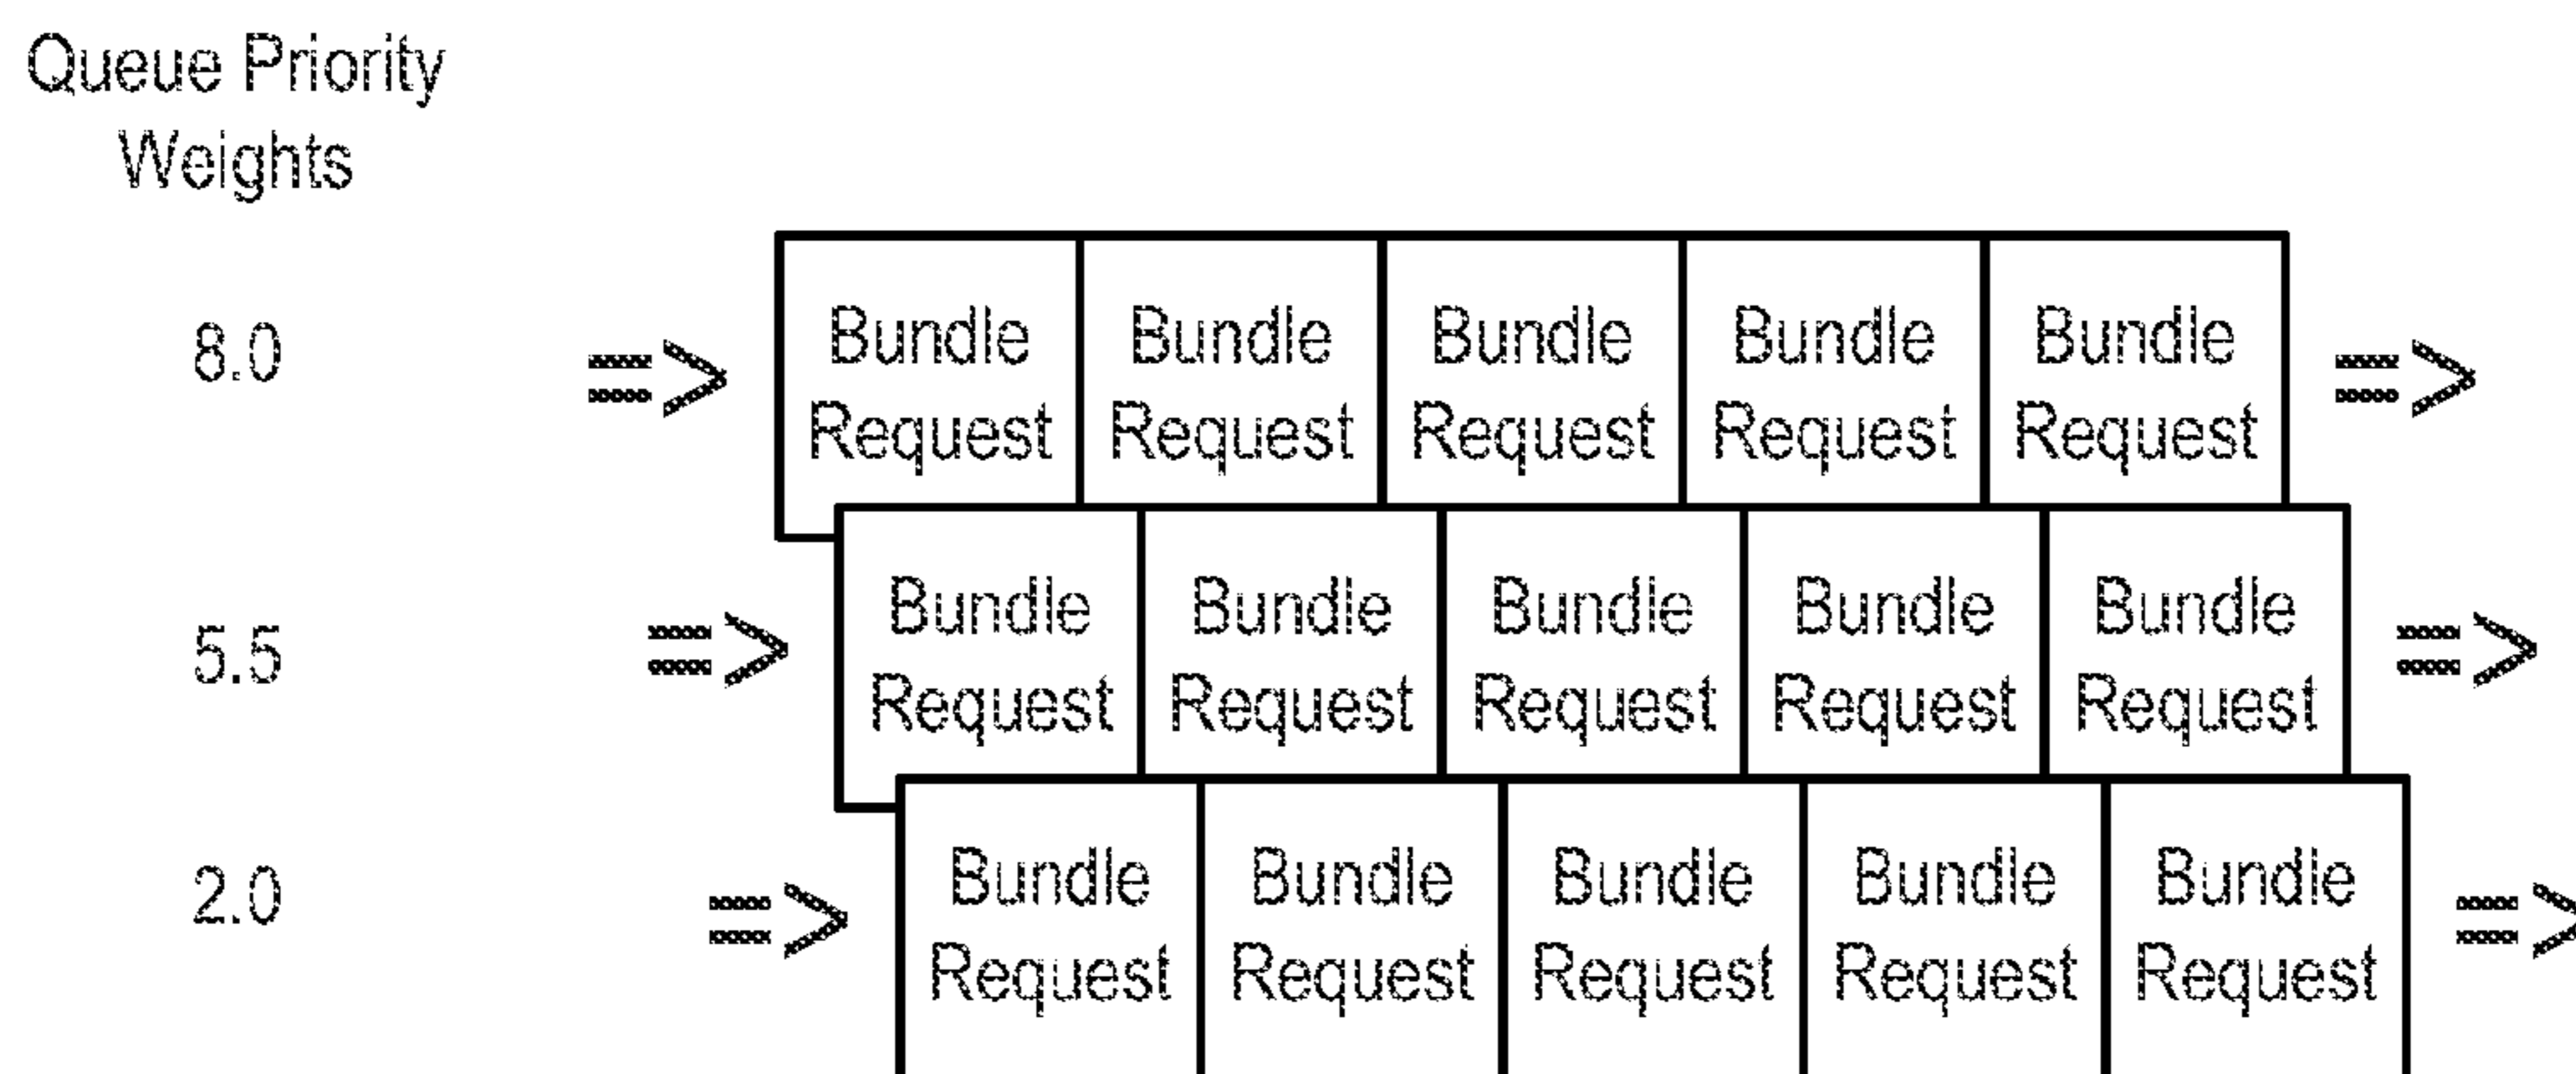 Queue Priority
Weights
8.0 => Bundle Bundle Bundle Bundle Bundle =>
Request Request Request Request Request
5.5 => Bundle Bundle Bundle Bundle Bundle =>
Request Request Request Request Request
2.0 => Bundle Bundle Bundle Bundle Bundle =>
Request Request Request Request Request